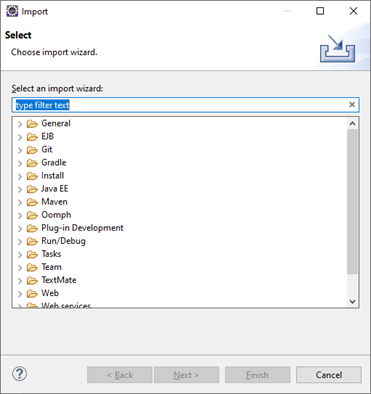 Import
Select
Choose import wizard.
Select an import wizard:
type filter text
General
EJB
Git
Gradle
Install
Java EE
Maven
Oomph
Plug-in Development
Run/Debug
Tasks
Team
TextMate
Web
Web services
?
< Back
Next >
Finish
Cancel